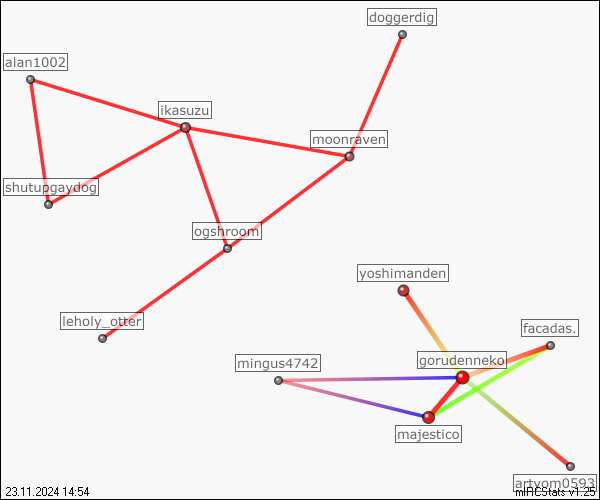 doggerdig
alan1002
ikasuzu
moonraven
shutupgaydog
ogshroom
yoshimanden
leholy_otter
facadas.
gorudenneko
mingus4742
majestico
artyom0593
23.11.2024 14:54
mIRCStats v1.25